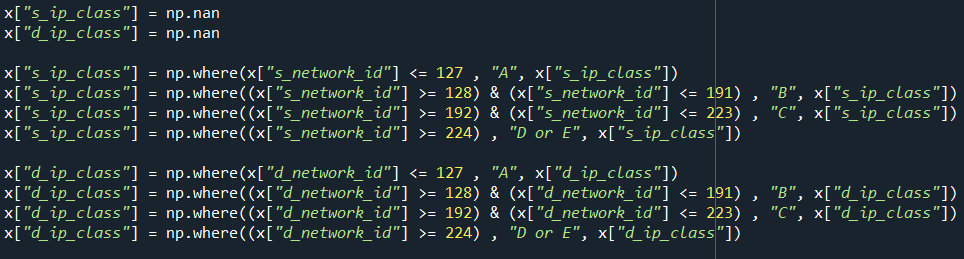 x["s_ip_class"] = np.nan
x["d_ip_class"] = np.nan
x["s_ip_class"] = np.where(x["s_network_id"] <= 127 , "A", x["s_ip_class"])
x["s_ip_class"] = np.where((x["s_network_id"] >= 128) & (x["s_network_id"] <= 191) , "B", x["s_ip_class"])
x["s_ip_class"] = np.where((x["s_network_id"] >= 192) & (x["s_network_id"] <= 223) , "C", x["s_ip_class"])
x["s_ip_class"] = np.where((x["s_network_id"] >= 224) , "D or E", x["s_ip_class"])
x["d_ip_class"] = np.where(x["d_network_id"] <= 127 , "A", x["d_ip_class"])
x["d_ip_class"] = np.where((x["d_network_id"] >= 128) & (x["d_network_id"] <= 191) , "B", x["d_ip_class"])
x["d_ip_class"] = np.where((x["d_network_id"] >= 192) & (x["d_network_id"] <= 223) , "C", x["d_ip_class"])
x["d_ip_class"] = np.where((x["d_network_id"] >= 224) , "D or E", x["d_ip_class"])